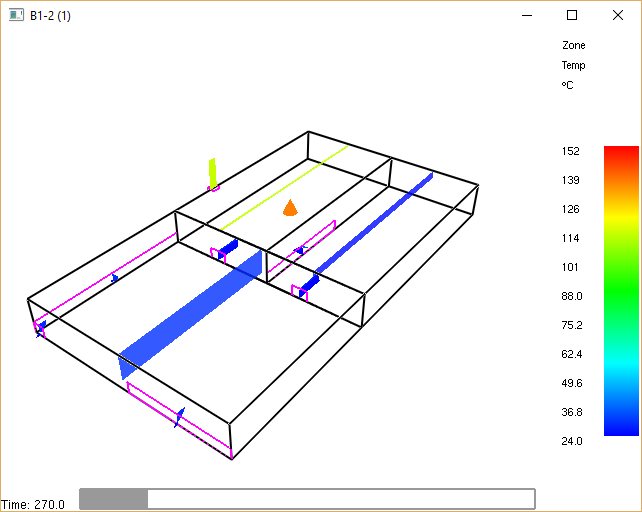 B1-2 (1)
Zone
Temp
°C
152
139
126
114
101
88.0
75.2
62.4
49.6
36.8
24.0
Time: 270.0